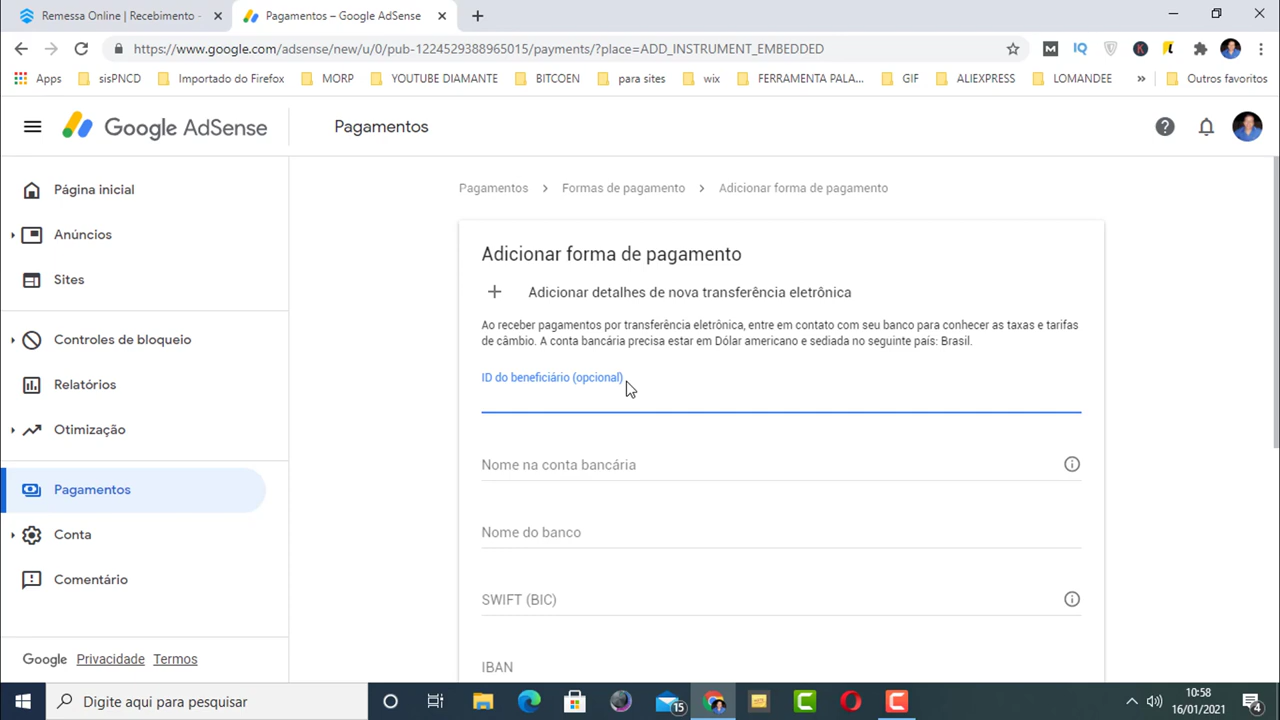 Remessa Online | Recebimento -
Pagamentos – Google AdSense
https://www.google.com/adsense/new/u/0/pub-1224529388965015/payments/?place=ADD_INSTRUMENT_EMBEDDED
Apps
sisPNCD
Importado do Firefox
MORP
YOUTUBE DIAMANTE
BITCOEN
para sites
wix
FERRAMENTA PALA...
GIF
ALIEXPRESS
LOMANDEE
»
Outros favoritos
Google AdSense
Pagamentos
Página inicial
Anúncios
Sites
Controles de bloqueio
Relatórios
Otimização
Pagamentos
Conta
Comentário
Google Privacidade Termos
Pagamentos > Formas de pagamento > Adicionar forma de pagamento
Adicionar forma de pagamento
+ Adicionar detalhes de nova transferência eletrônica
Ao receber pagamentos por transferência eletrônica, entre em contato com seu banco para conhecer as taxas e tarifas
de câmbio. A conta bancária precisa estar em Dólar americano e sediada no seguinte país: Brasil.
ID do beneficiário (opcional)
Nome na conta bancária
Nome do banco
SWIFT (BIC)
IBAN
Digite aqui para pesquisar
15
10:58
16/01/2021
4